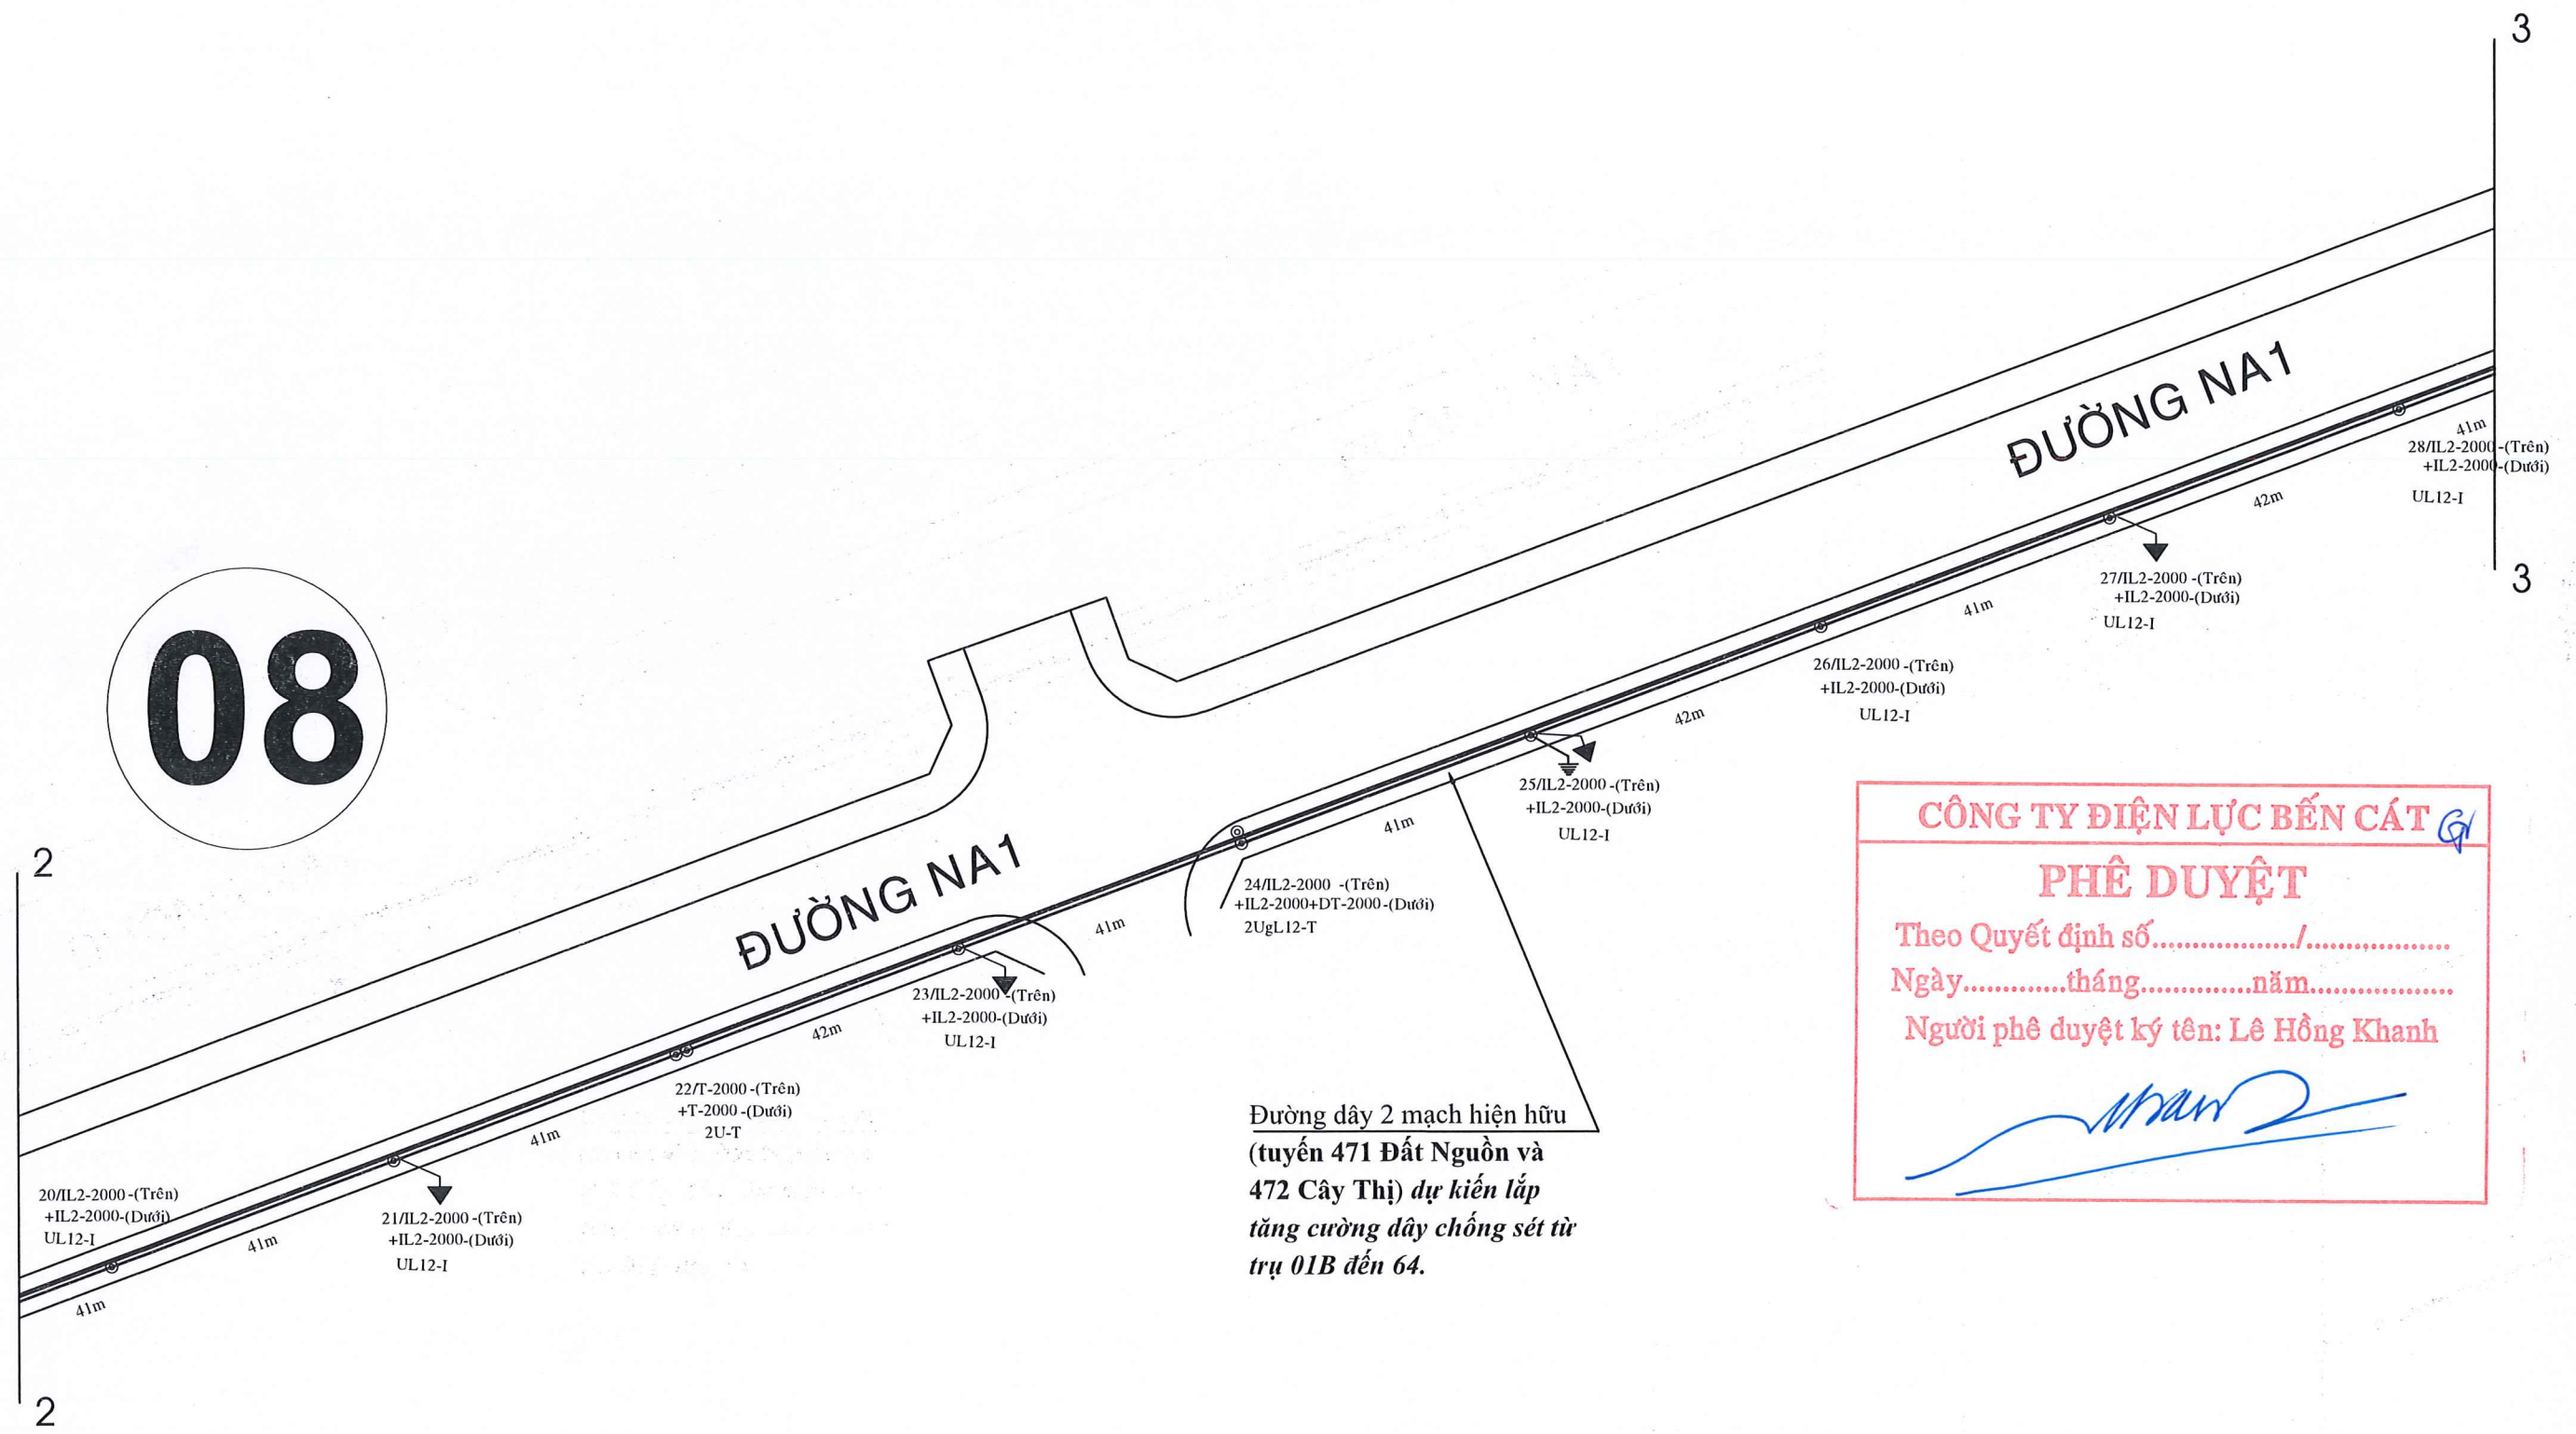 3
ĐƯỜNG NA1
41m
28/IL2-2000-(Trên)
+IL2-2000-(Dưới)
UL12-I
42m
3
27/IL2-2000 -(Trên)
+IL2-2000-(Dưới)
UL12-I
41m
26/IL2-2000 -(Trên)
+IL2-2000-(Dưới)
UL12-I
42m
25/IL2-2000 -(Trên)
+IL2-2000-(Dưới)
UL12-I
41m
08
24/IL2-2000 -(Trên)
+IL2-2000+DT-2000-(Dưới)
2UgL12-T
41m
ĐƯỜNG NA1
23/IL2-2000 -(Trên)
+IL2-2000-(Dưới)
UL12-I
42m
22/T-2000 -(Trên)
+T-2000 -(Dưới)
2U-T
41m
21/IL2-2000 -(Trên)
+IL2-2000-(Dưới)
UL12-I
41m
2
20/IL2-2000 -(Trên)
+IL2-2000-(Dưới)
UL12-I
41m
2
Đường dây 2 mạch hiện hữu
(tuyến 471 Đất Nguồn và
472 Cây Thị) dự kiến lắp
tăng cường dây chống sét từ
trụ 01B đến 64.
CÔNG TY ĐIỆN LỰC BẾN CÁT
PHÊ DUYỆT
Theo Quyết định số................./.................
Ngày.............tháng..............năm..................
Người phê duyệt ký tên: Lê Hồng Khanh